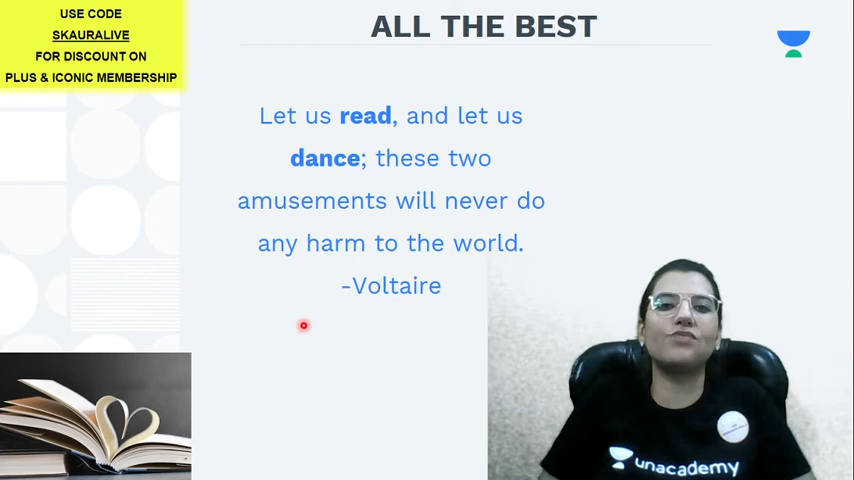 USE CODE
SKAURALIVE
FOR DISCOUNT ON
PLUS & ICONIC MEMBERSHIP
ALL THE BEST
Let us read, and let us
dance; these two
amusements will never do
any harm to the world.
-Voltaire
unacademy